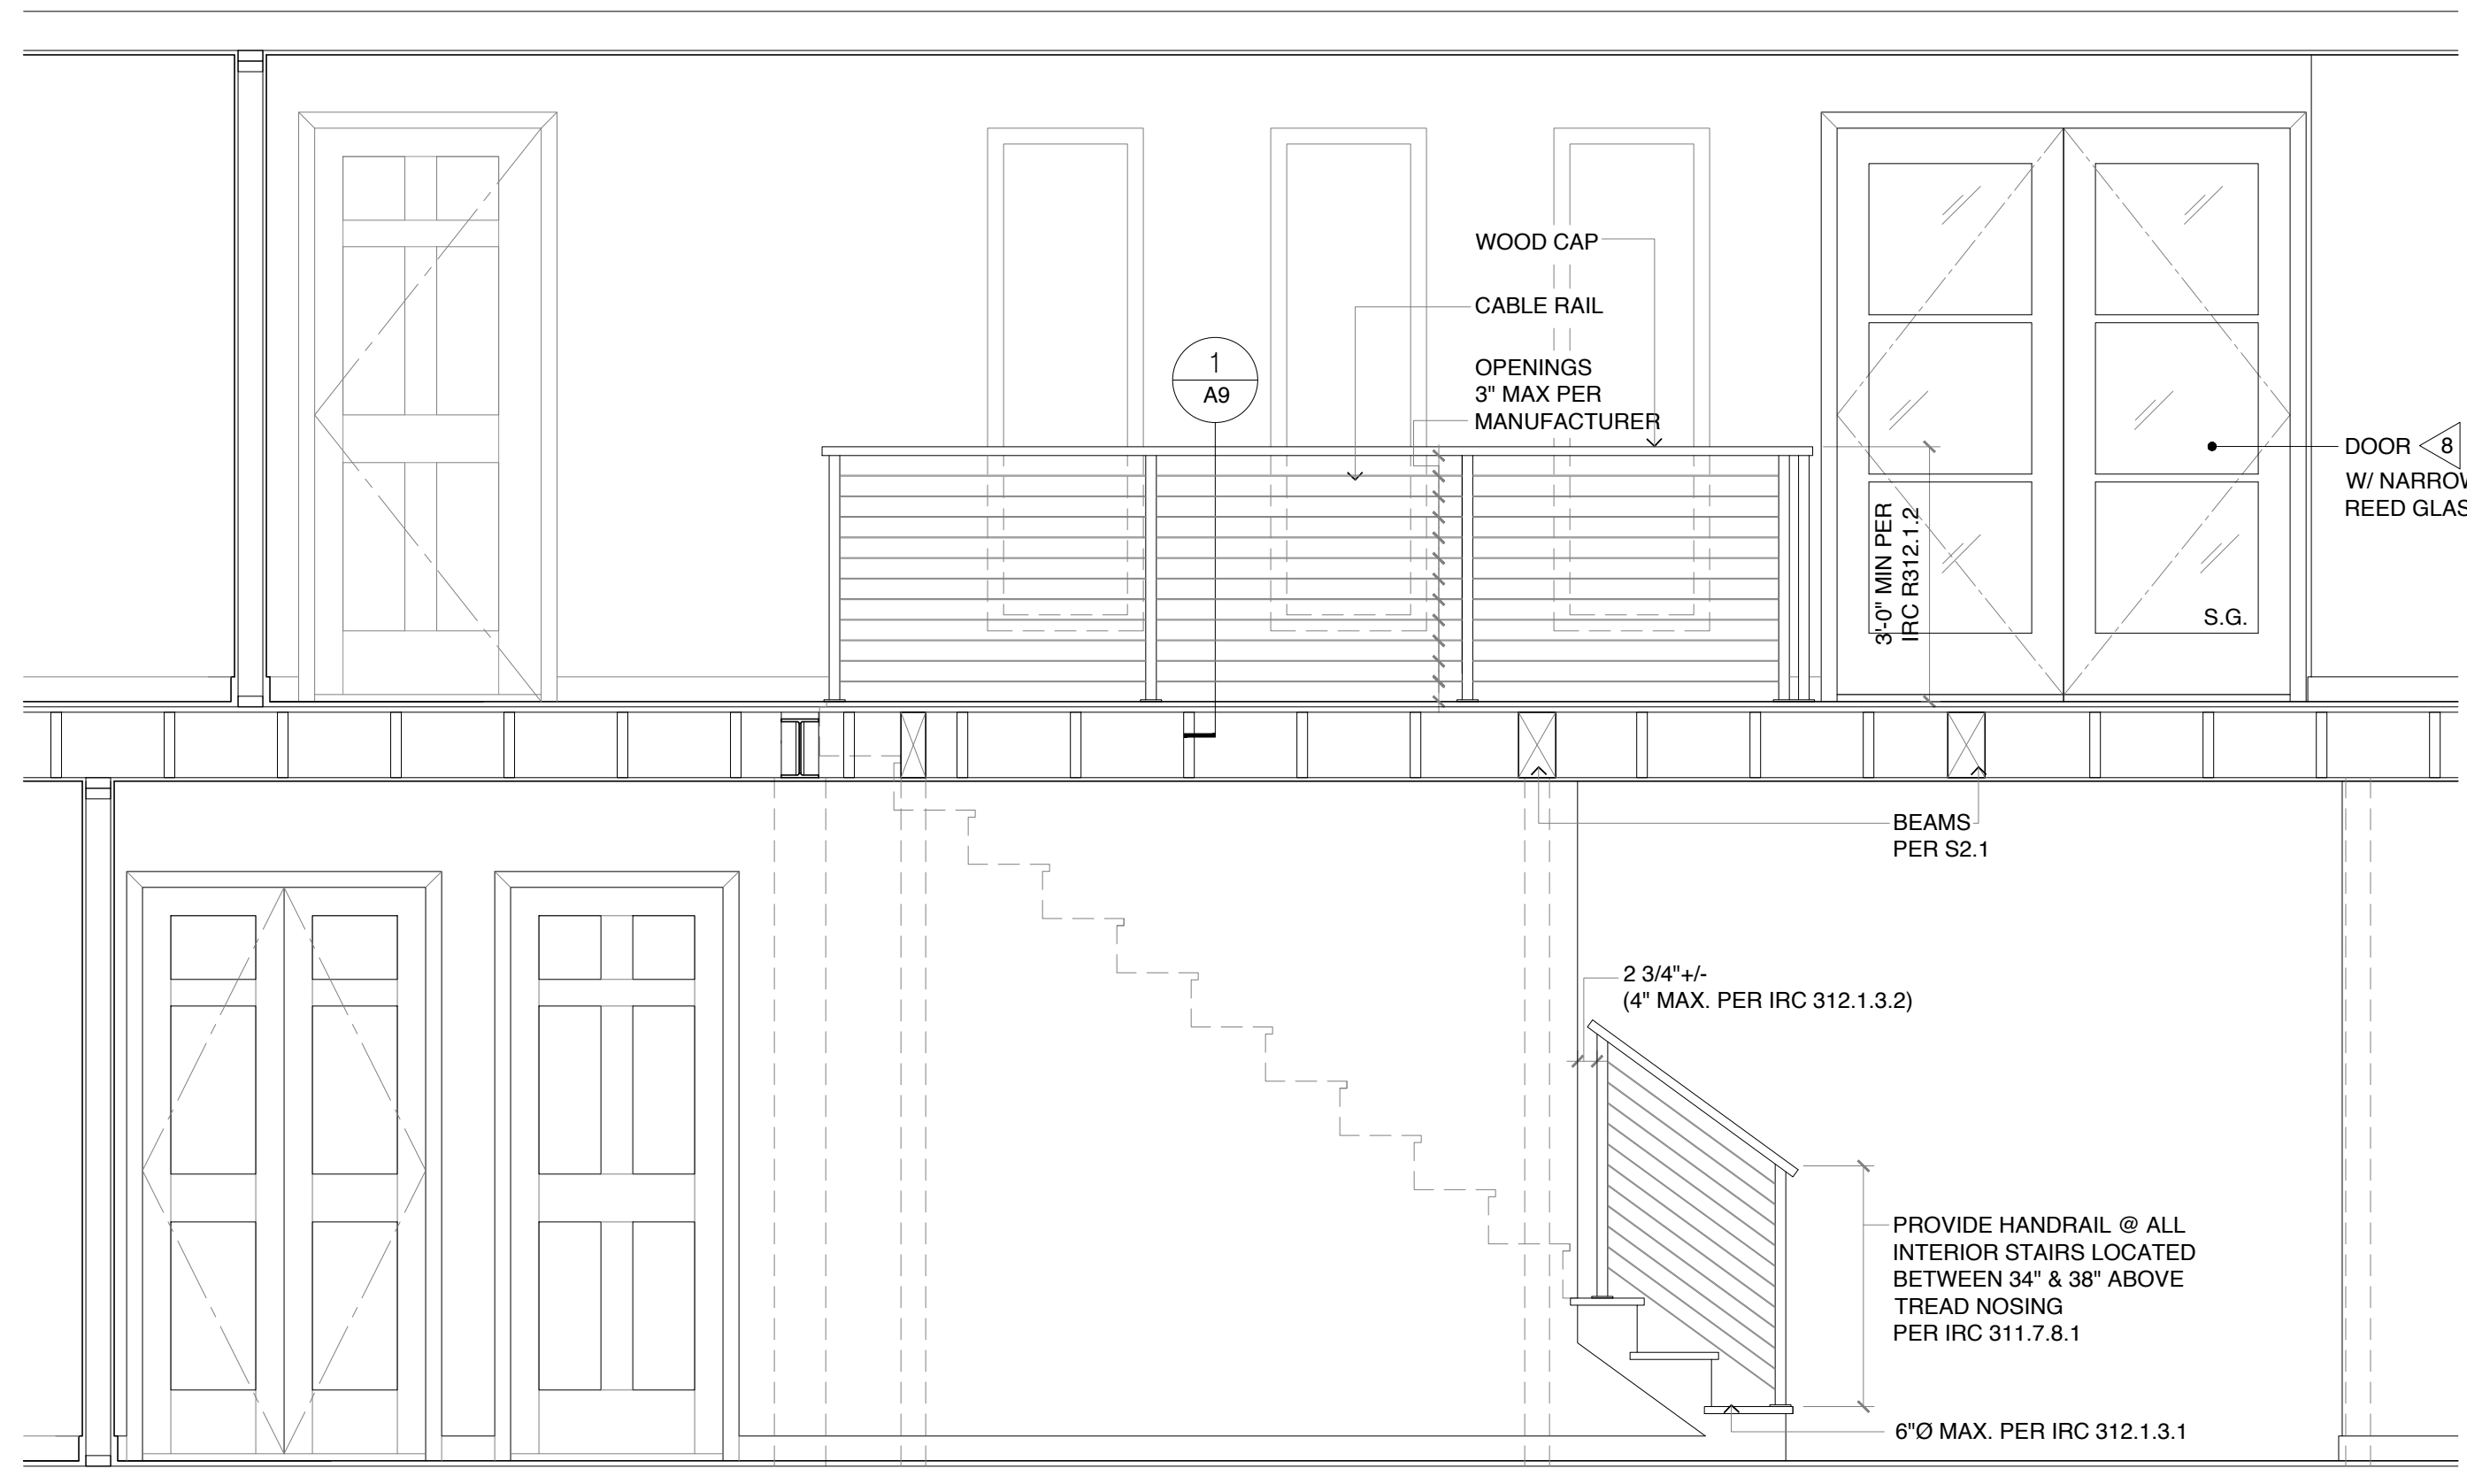 WOOD CAP
CABLE RAIL
1
A9
OPENINGS
3" MAX PER
MANUFACTURER
DOOR 8
W/ NARROW
REED GLAS
3'-0" MIN PER
IRC R312.1.2
S.G.
BEAMS
PER S2.1
2 3/4"+/-
(4" MAX. PER IRC 312.1.3.2)
PROVIDE HANDRAIL @ ALL
INTERIOR STAIRS LOCATED
BETWEEN 34" & 38" ABOVE
TREAD NOSING
PER IRC 311.7.8.1
6"Ø MAX. PER IRC 312.1.3.1